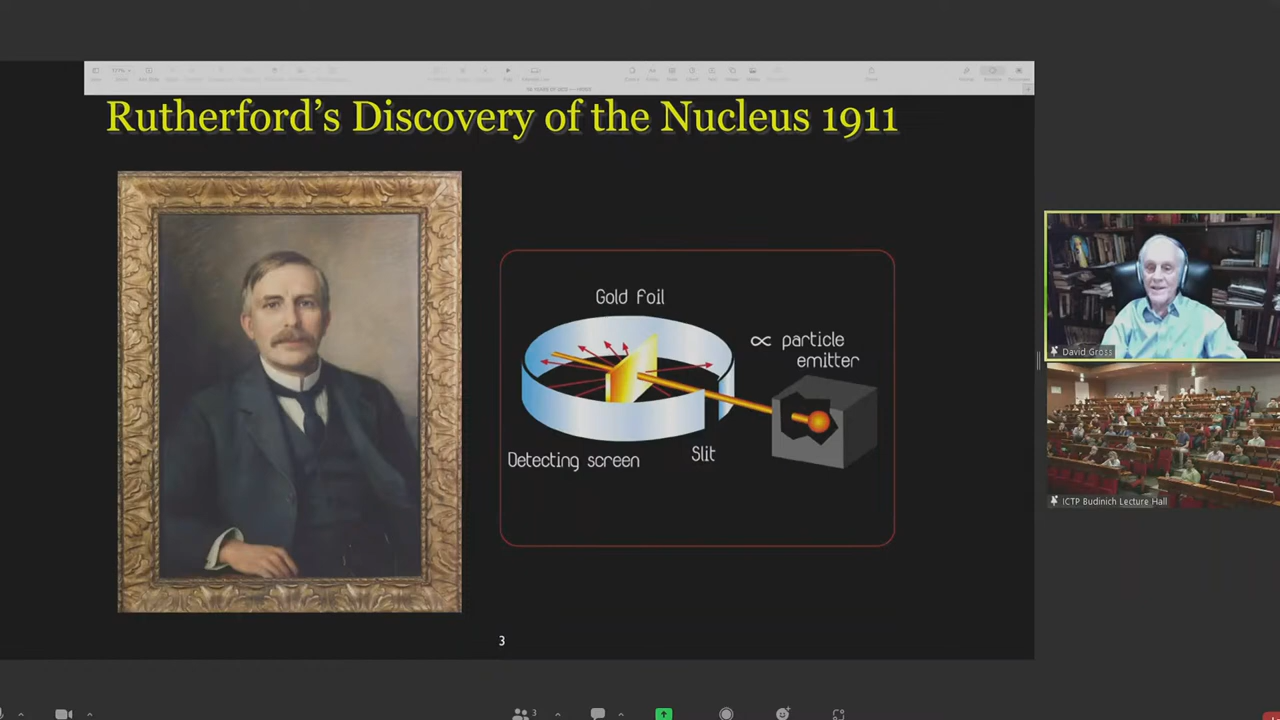 Rutherford's Discovery of the Nucleus 1911
Gold foil
∝ particle
emitter
Detecting screen
Slit
3
David Gross
ICTP Budinich Lecture Hall
3